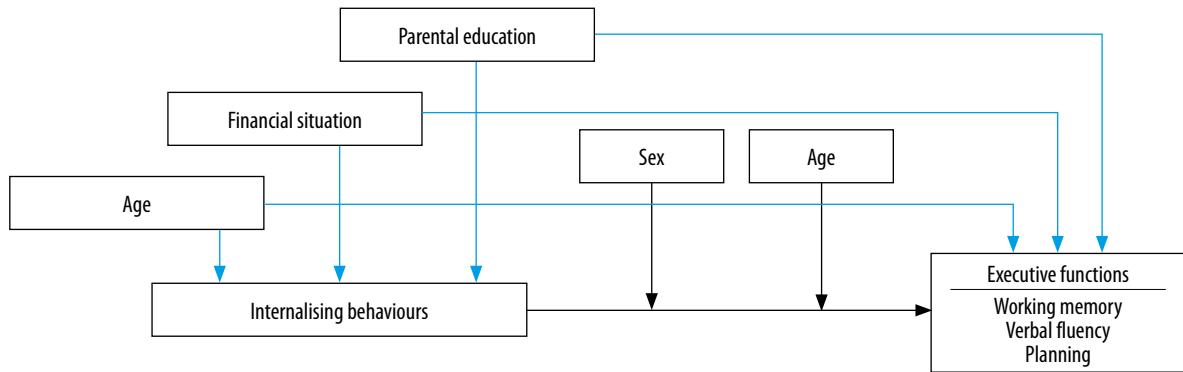 Parental education
Financial situation
Sex
Age
Age
Internalising behaviours
Executive functions
Working memory
Verbal fluency
Planning